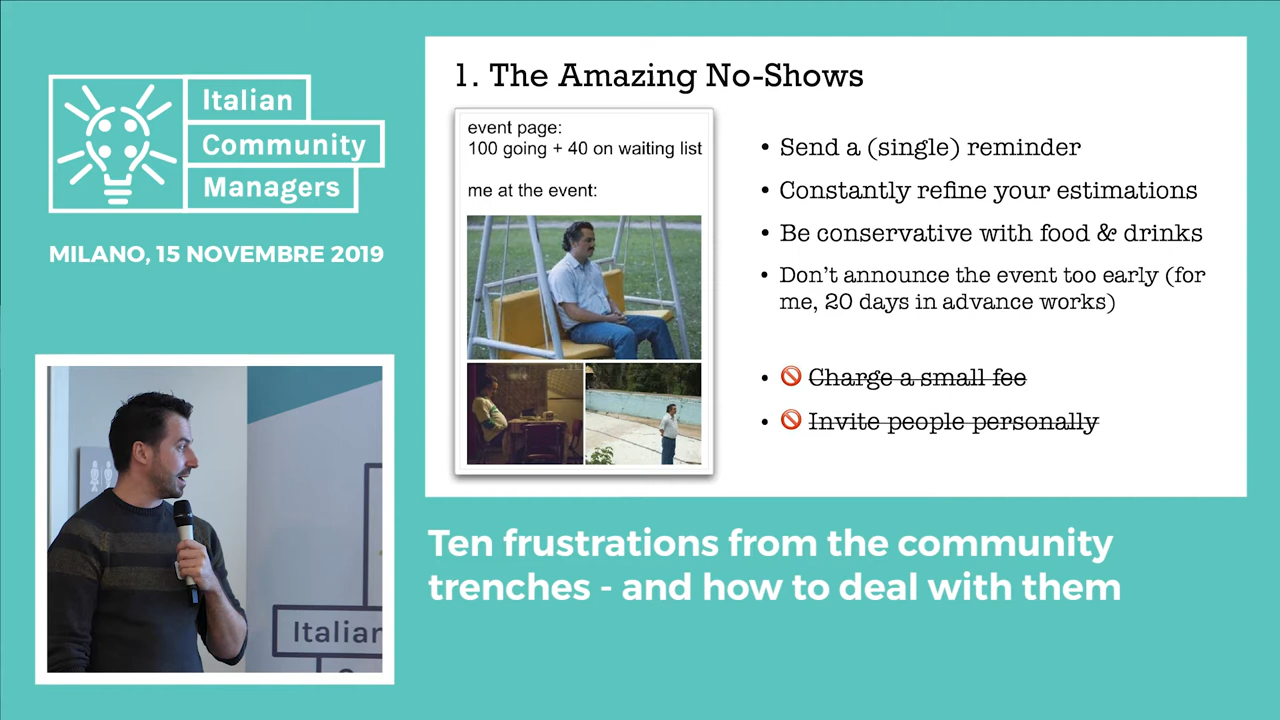 Italian
Community
Managers
MILANO, 15 NOVEMBRE 2019
1. The Amazing No-Shows
event page:
100 going + 40 on waiting list
me at the event:
• Send a (single) reminder
• Constantly refine your estimations
• Be conservative with food & drinks
• Don't announce the event too early (for
me, 20 days in advance works)
• 🚫 Charge a small fee
• 🚫 Invite people personally
Italian
Ten frustrations from the community
trenches - and how to deal with them